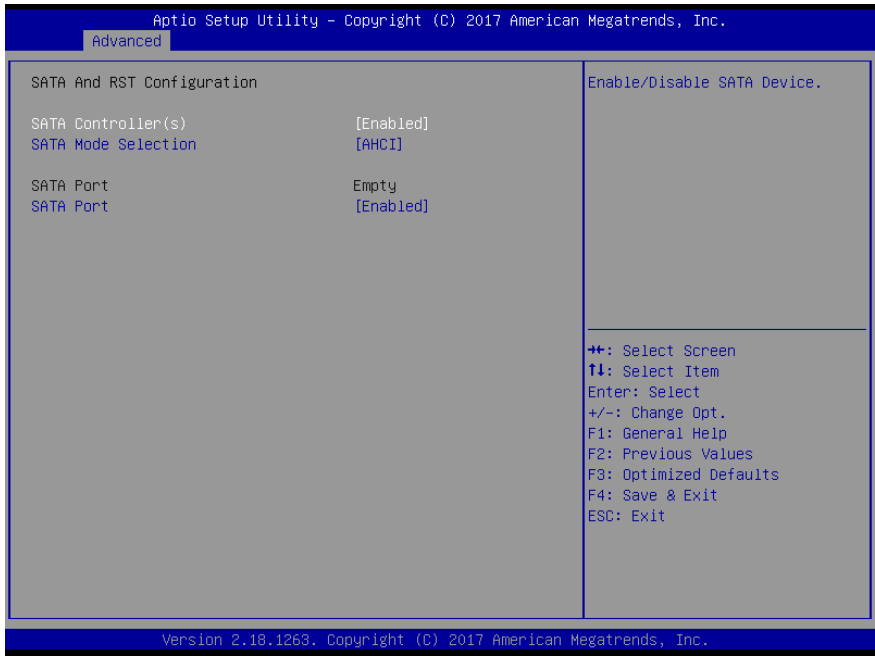 Aptio Setup Utility – Copyright (C) 2017 American Megatrends, Inc.
Advanced
SATA And RST Configuration
SATA Controller(s) [Enabled]
SATA Mode Selection [AHCI]
SATA Port Empty
SATA Port [Enabled]
Enable/Disable SATA Device.
→←: Select Screen
↑↓: Select Item
Enter: Select
+/-: Change Opt.
F1: General Help
F2: Previous Values
F3: Optimized Defaults
F4: Save & Exit
ESC: Exit
Version 2.18.1263. Copyright (C) 2017 American Megatrends, Inc.